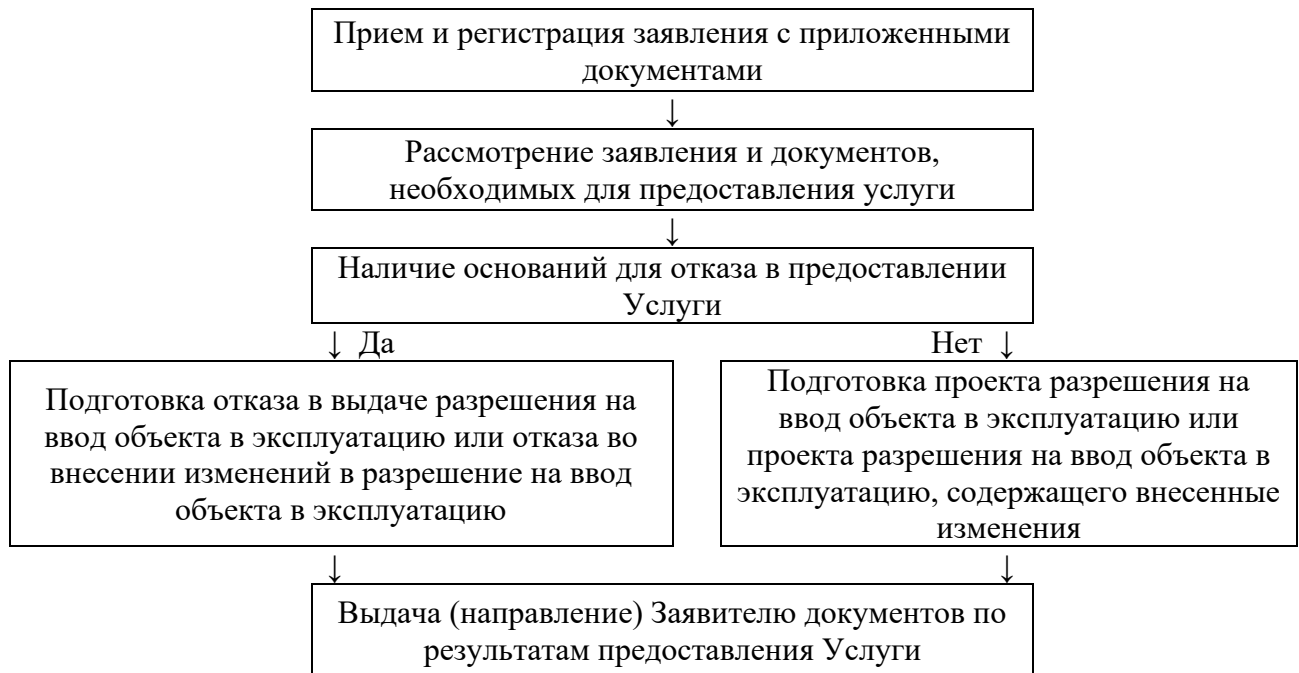 Прием и регистрация заявления с приложенными
документами
↓
Рассмотрение заявления и документов,
необходимых для предоставления услуги
↓
Наличие оснований для отказа в предоставлении
Услуги
↓ Да
Нет ↓
Подготовка отказа в выдаче разрешения на
ввод объекта в эксплуатацию или отказа во
внесении изменений в разрешение на ввод
объекта в эксплуатацию
Подготовка проекта разрешения на
ввод объекта в эксплуатацию или
проекта разрешения на ввод объекта в
эксплуатацию, содержащего внесенные
изменения
↓
↓
Выдача (направление) Заявителю документов по
результатам предоставления Услуги